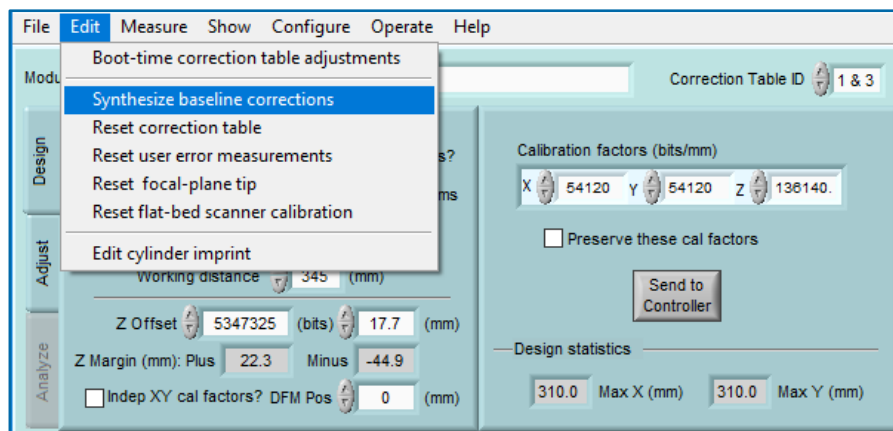 File Edit Measure Show Configure Operate Help
Boot-time correction table adjustments
Correction Table ID 1 & 3
Synthesize baseline corrections
Reset correction table
Reset user error measurements
Reset focal-plane tip
Reset flat-bed scanner calibration
Edit cylinder imprint
Design
Adjust
Analyze
Working distance 345 (mm)
Z Offset 5347325 (bits) 17.7 (mm)
Z Margin (mm): Plus 22.3 Minus -44.9
Indep XY cal factors? DFM Pos 0 (mm)
Calibration factors (bits/mm)
X 54120 Y 54120 Z 136140.
Preserve these cal factors
Send to
Controller
Design statistics
310.0 Max X (mm) 310.0 Max Y (mm)